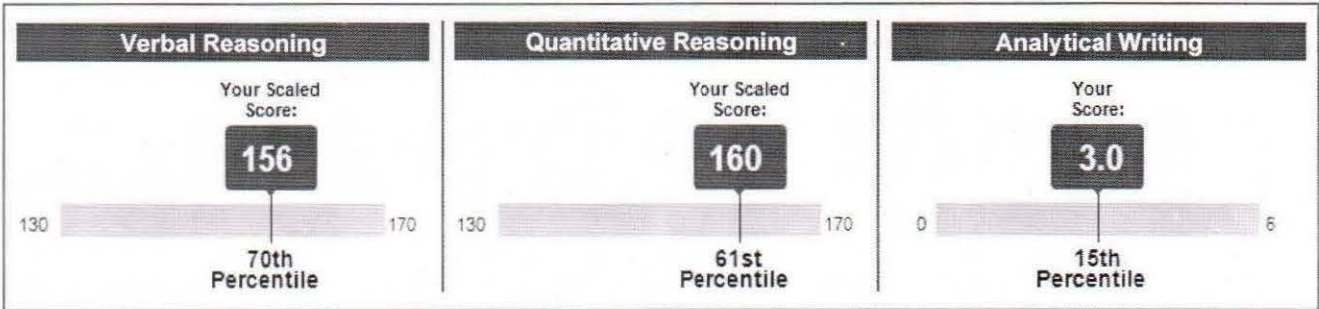 Verbal Reasoning
Your Scaled
Score:
156
130
170
70th
Percentile
Quantitative Reasoning
Your Scaled
Score:
160
130
170
61st
Percentile
Analytical Writing
Your
Score:
3.0
0
6
15th
Percentile